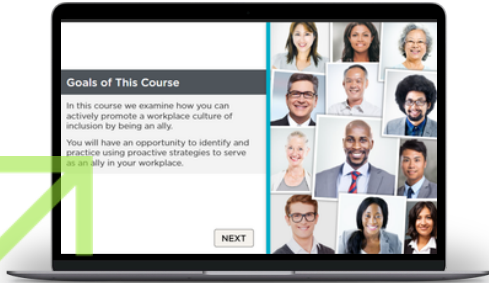 Goals of This Course
In this course we examine how you can
actively promote a workplace culture of
inclusion by being an ally.
You will have an opportunity to identify and
practice using proactive strategies to serve
as an ally in your workplace.
NEXT